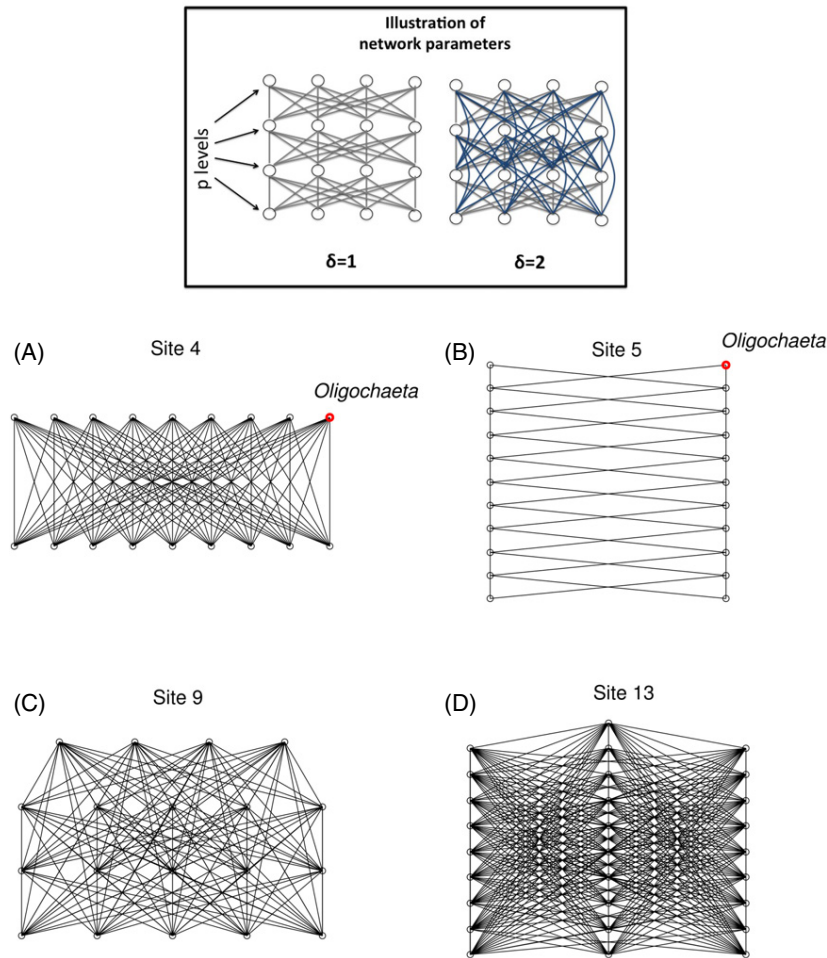 Illustration of
network parameters
p levels
δ=1
δ=2
(A)
Site 4
Oligochaeta
(B)
Site 5
Oligochaeta
(C)
Site 9
(D)
Site 13